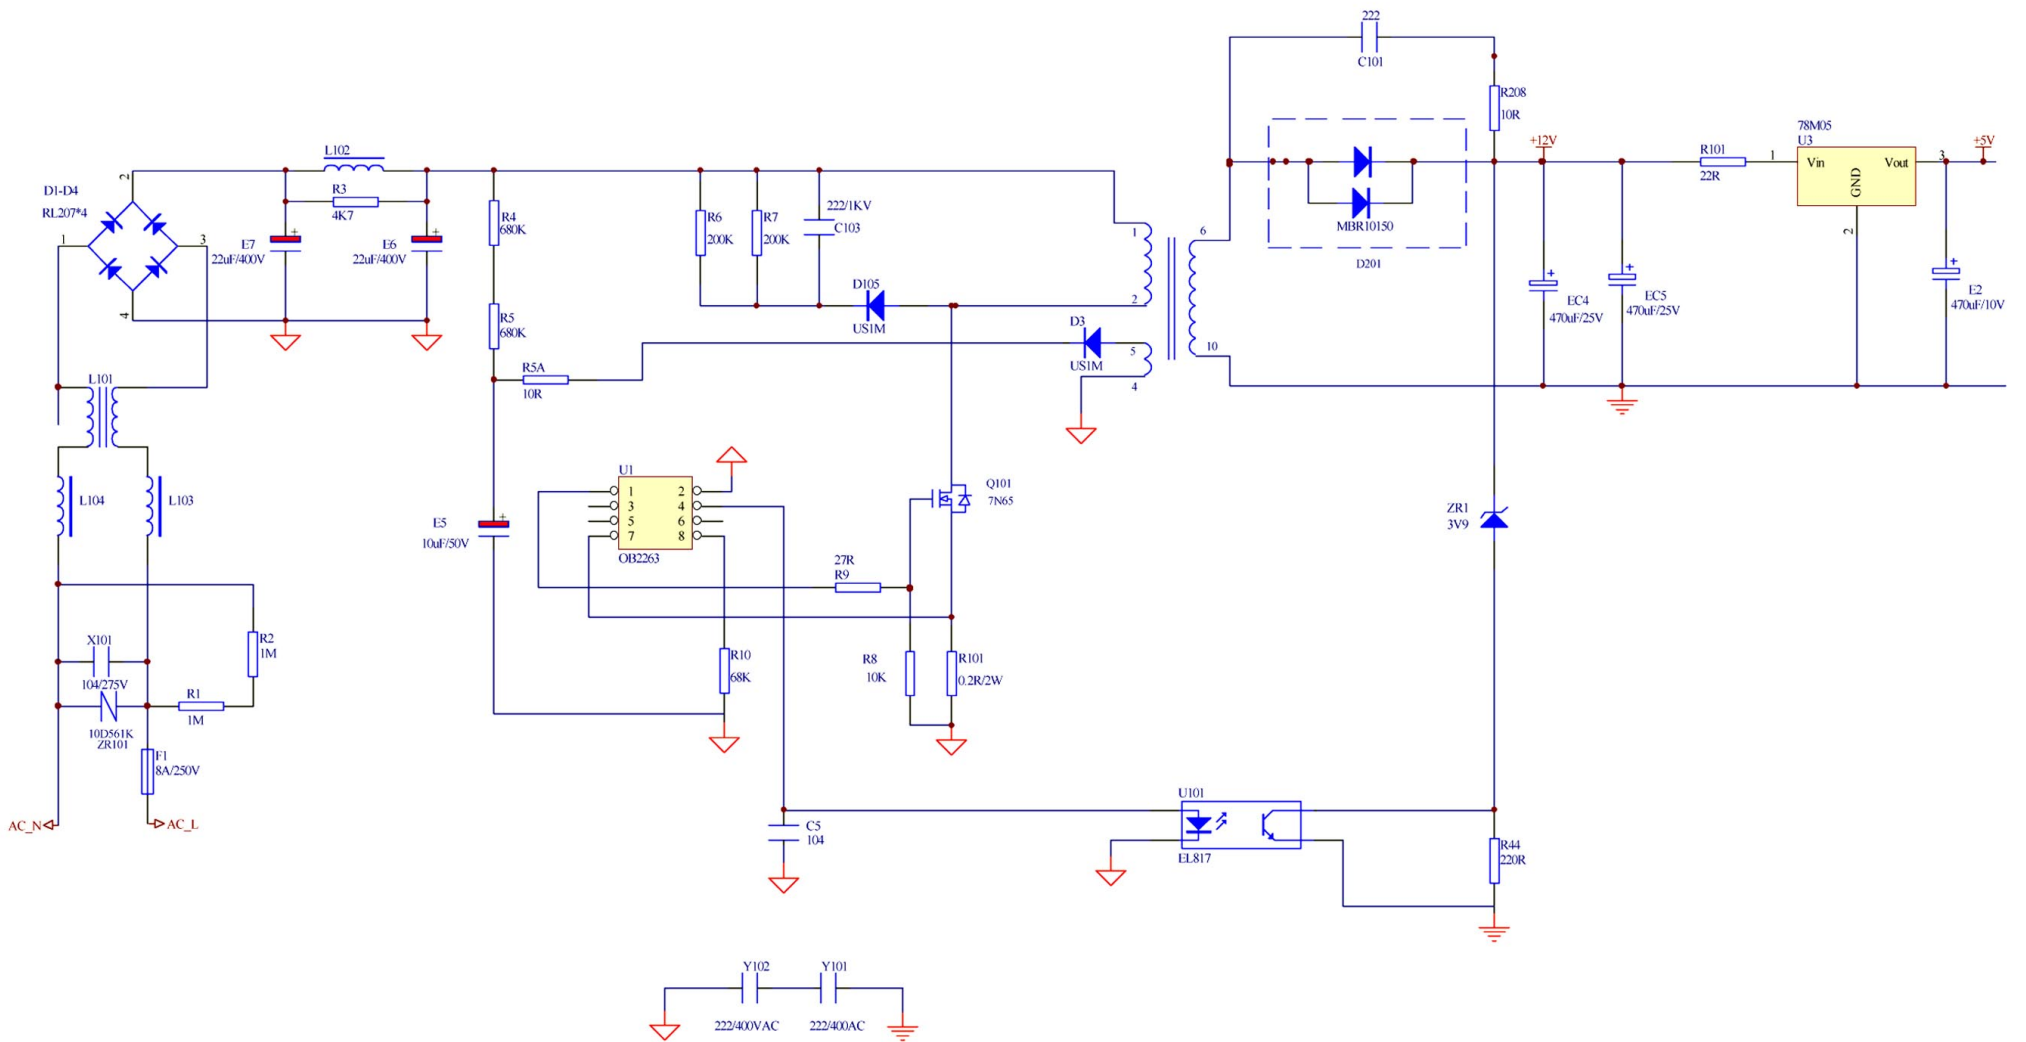 222
C101
R208
10R
78M05
U3
+12V
+5V
R101
22R
1
Vin
Vout
3
GND
2
MBR10150
D201
EC4
470uF/25V
EC5
470uF/25V
E2
470uF/10V
L102
R3
4K7
D1-D4
RL207*4
2
1
3
4
E7
+
22uF/400V
E6
+
22uF/400V
R4
680K
R5
680K
R6
200K
R7
200K
222/1KV
C103
D105
US1M
1
2
6
10
D3
US1M
5
4
R5A
10R
L101
L104
L103
E5
+
10uF/50V
U1
1 2
3 4
5 6
7 8
OB2263
Q101
7N65
27R
R9
R10
68K
R8
10K
R101
0.2R/2W
ZR1
3V9
X101
104/275V
R2
1M
R1
1M
10D561K
ZR101
F1
8A/250V
AC_N
AC_L
C5
104
U101
EL817
R44
220R
+
+
+
Y102
Y101
222/400VAC
222/400AC